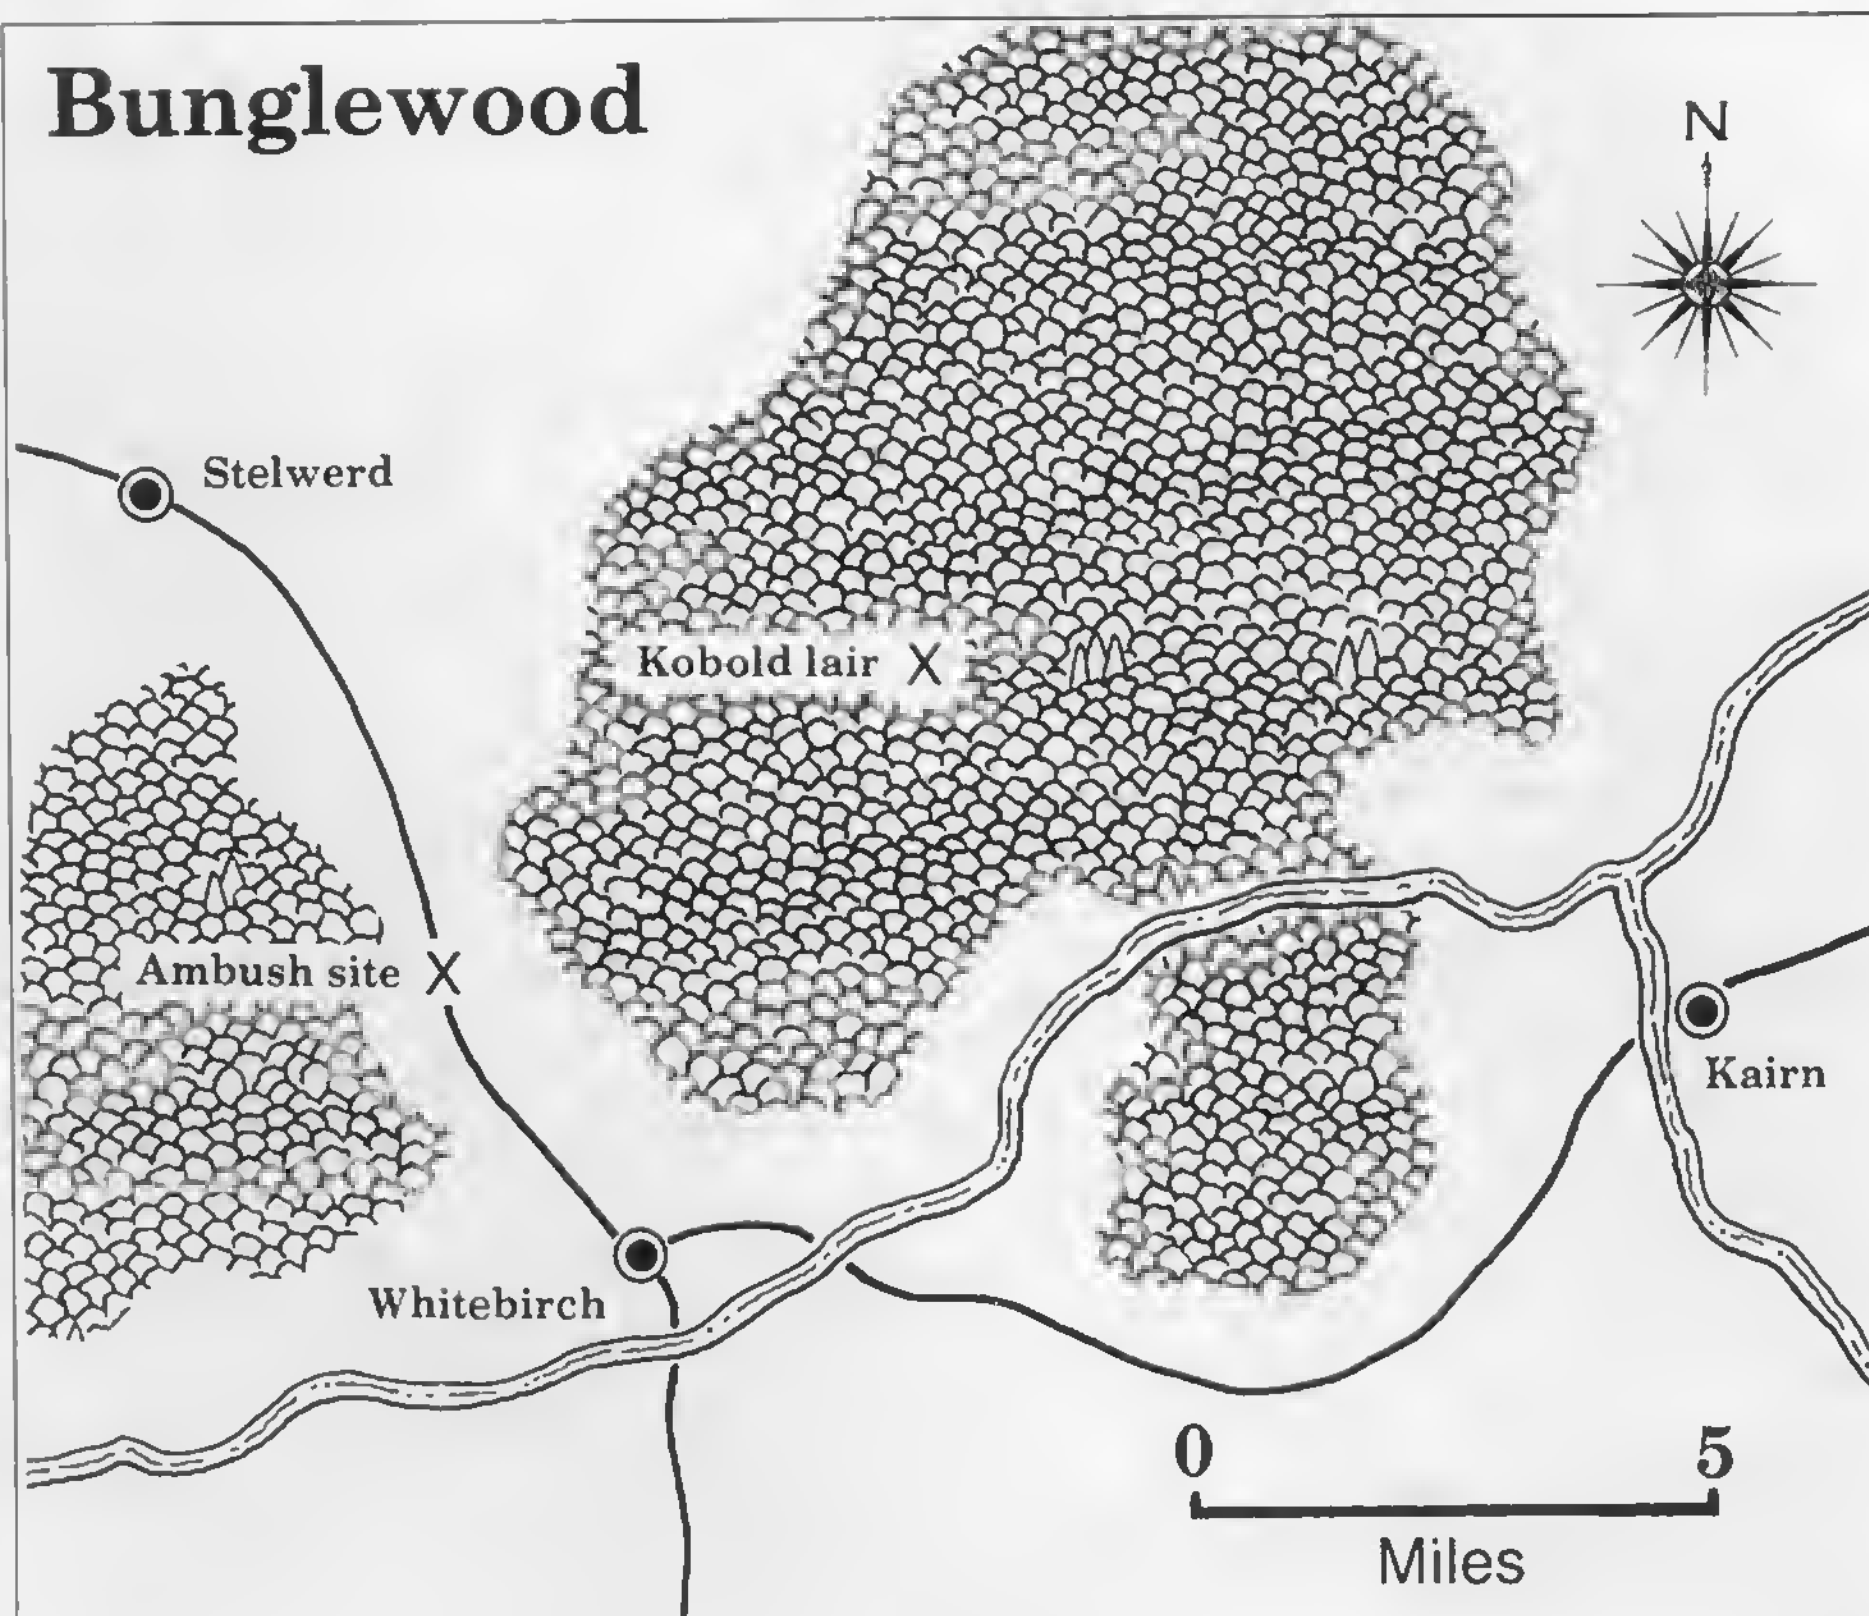 Bunglewood
N
Stelwerd
Kobold lair X
Ambush site X
Kairn
Whitebirch
0 5
Miles